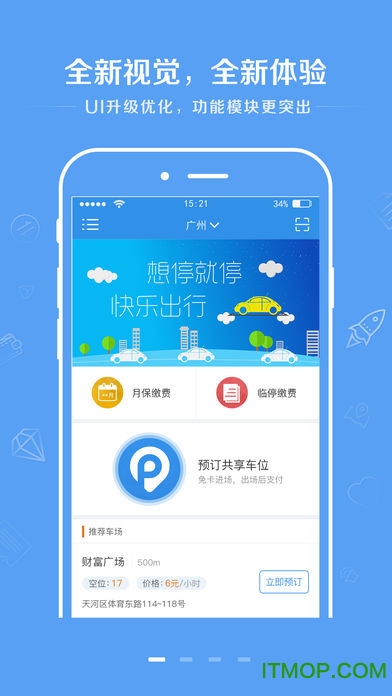 全新视觉，全新体验
UI升级优化，功能模块更突出
15:21
34%
广州
想停就停
快乐出行
月保缴费
临停缴费
P
预订共享车位
免卡进场，出场后支付
推荐车场
财富广场 500m
空位：17 价格：6元/小时
立即预订
天河区体育东路114~118号
ITMOP.COM